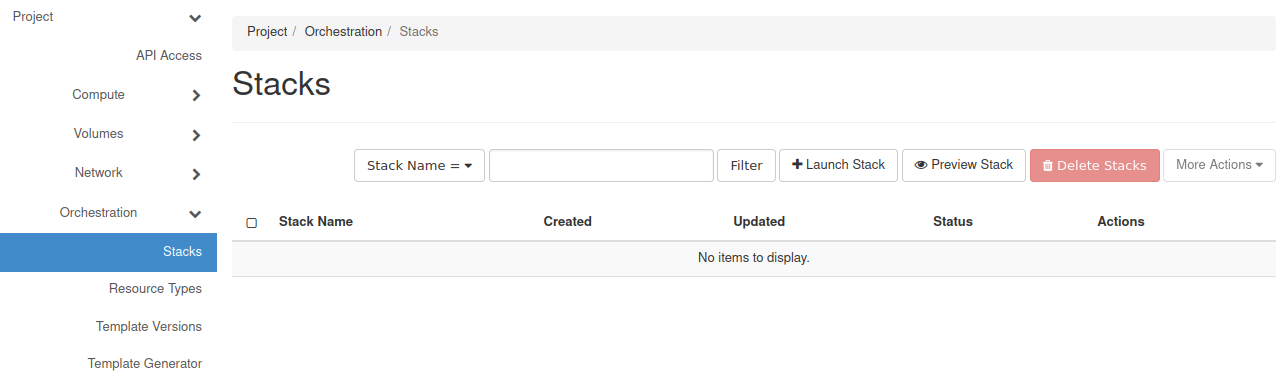 Project
API Access
Compute
Volumes
Network
Orchestration
Stacks
Resource Types
Template Versions
Template Generator
Project / Orchestration / Stacks
Stacks
Stack Name = Filter Launch Stack Preview Stack Delete Stacks More Actions
Stack Name Created Updated Status Actions
No items to display.